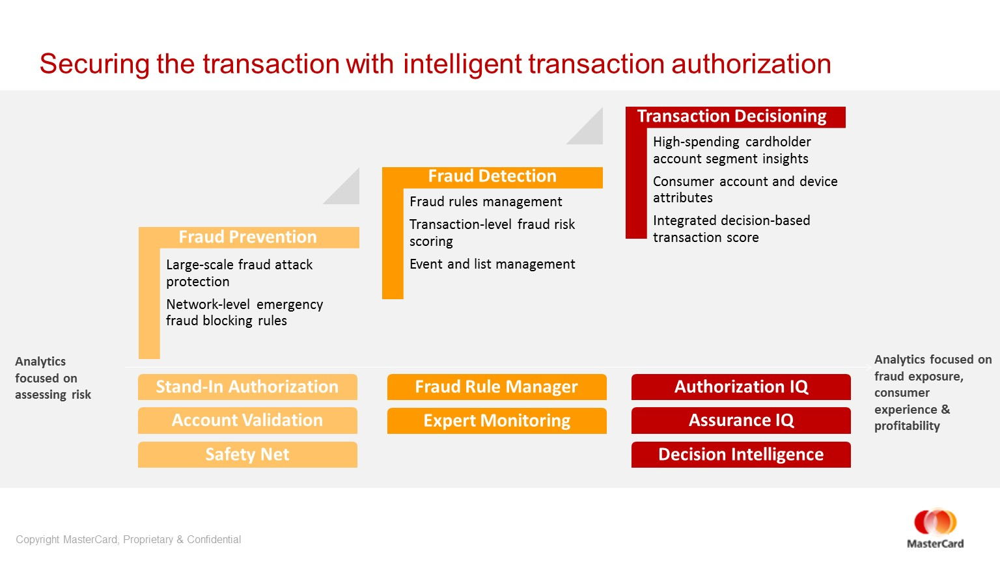 Securing the transaction with intelligent transaction authorization
Transaction Decisioning
High-spending cardholder
account segment insights
Consumer account and device
attributes
Integrated decision-based
transaction score
Fraud Detection
Fraud rules management
Transaction-level fraud risk
scoring
Event and list management
Fraud Prevention
Large-scale fraud attack
protection
Network-level emergency
fraud blocking rules
Analytics
focused on
assessing risk
Stand-In Authorization
Account Validation
Safety Net
Fraud Rule Manager
Expert Monitoring
Authorization IQ
Assurance IQ
Decision Intelligence
Analytics focused on
fraud exposure,
consumer
experience &
profitability
Copyright MasterCard, Proprietary & Confidential
MasterCard